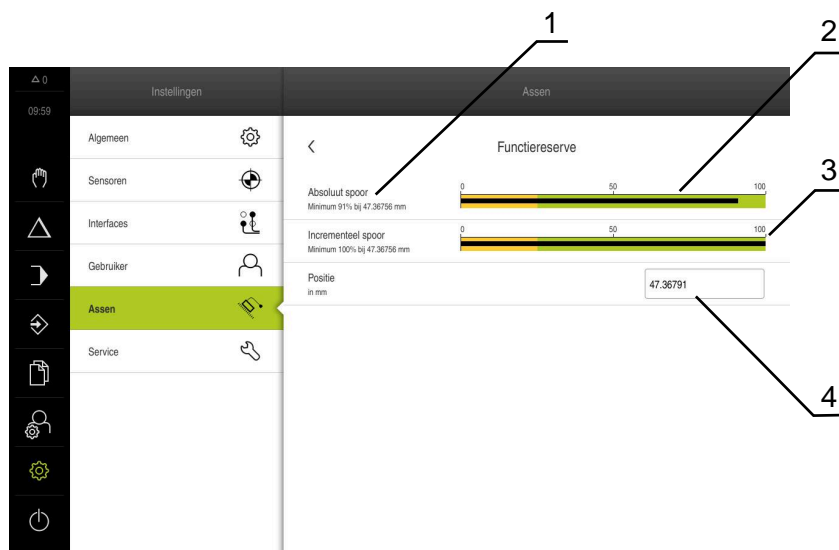 1
2
△ 0
Instellingen
Assen
09:59
Algemeen
Functiereserve
3
Sensoren
Absoluut spoor
Minimum 91% bij 47.36756 mm
0 50 100
Interfaces
Incrementeel spoor
Minimum 100% bij 47.36756 mm
0 50 100
Gebruiker
Positie
in mm
47.36791
Assen
Service
4